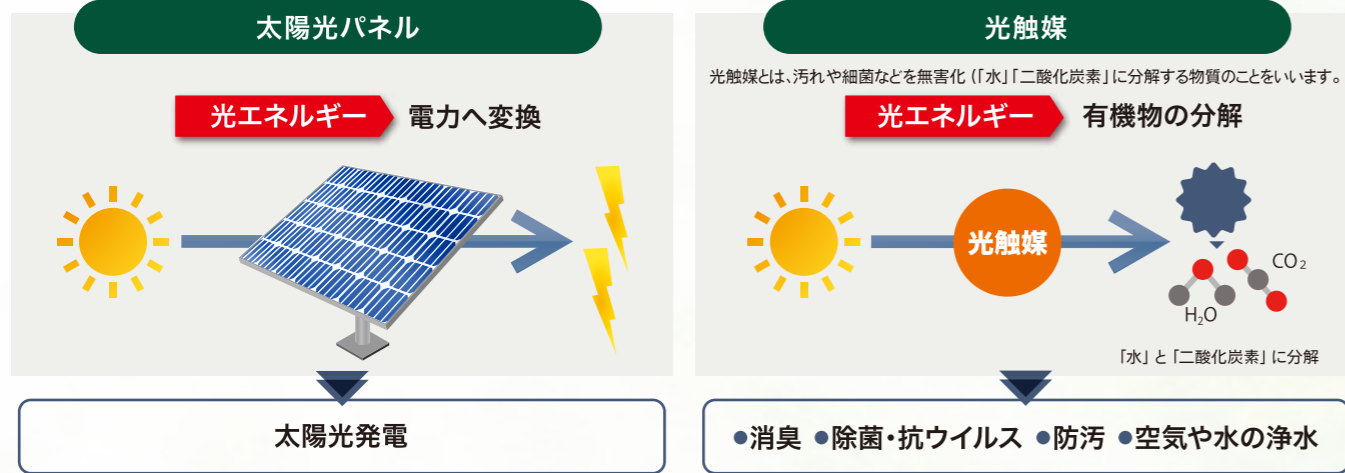 太陽光パネル
光エネルギー 電力へ変換
太陽光発電
光触媒
光触媒とは、汚れや細菌などを無害化（「水」「二酸化炭素」に分解する物質のことをいいます。
光エネルギー 有機物の分解
光触媒
CO₂
H₂O
「水」と「二酸化炭素」に分解
●消臭 ●除菌・抗ウイルス ●防汚 ●空気や水の浄水